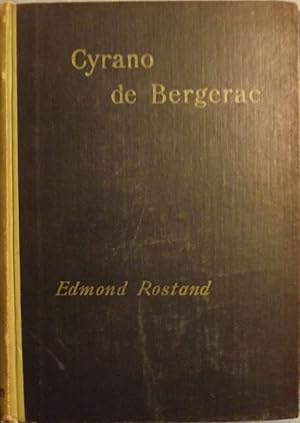 Cyrano
de Bergerac
Edmond Rostand